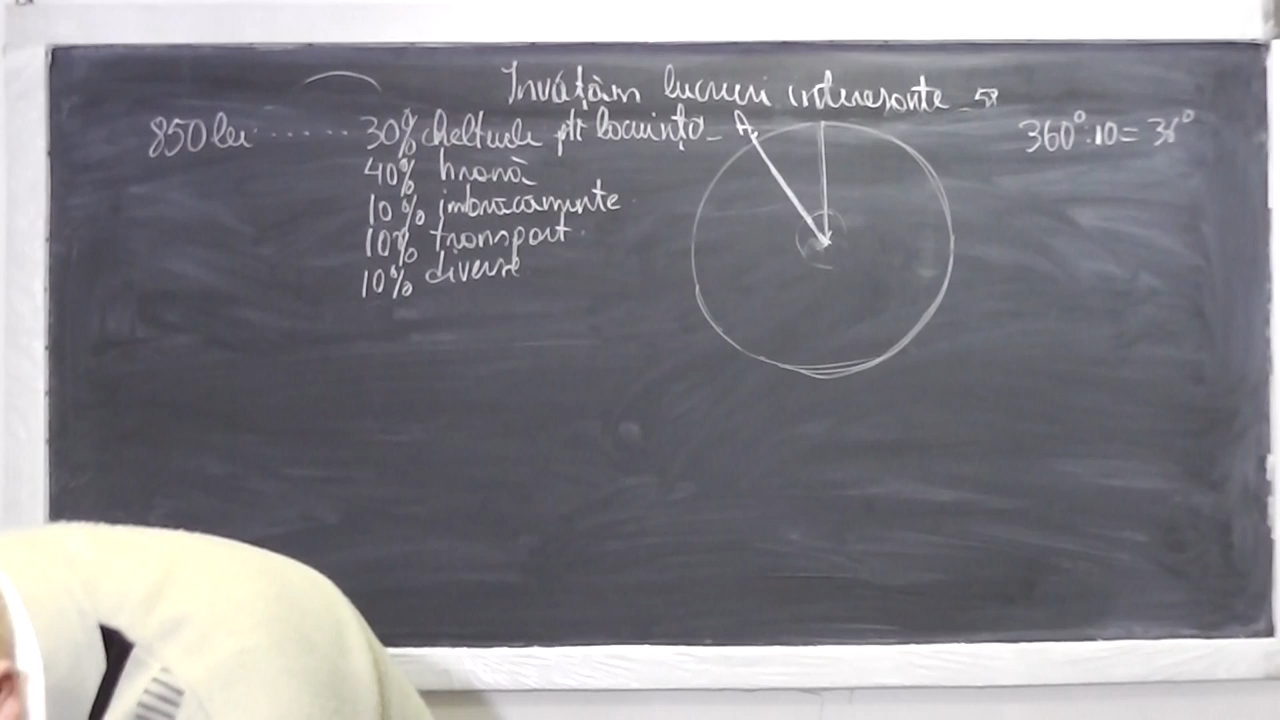 Învățăm lucruri interesante - 58
850 lei ...... 30% cheltuieli ptr locuință - A
40% hrană
10% îmbrăcăminte
10% transport
10% diverse
360° : 10 = 36°